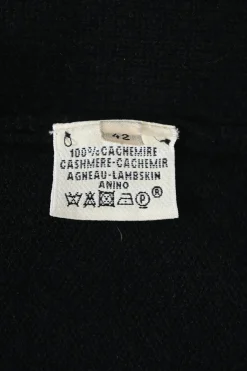 42
100% CACHEMIRE
CASHMERE-CACHEMIR
AGNEAU-LAMBSKIN
ANINO
P
®